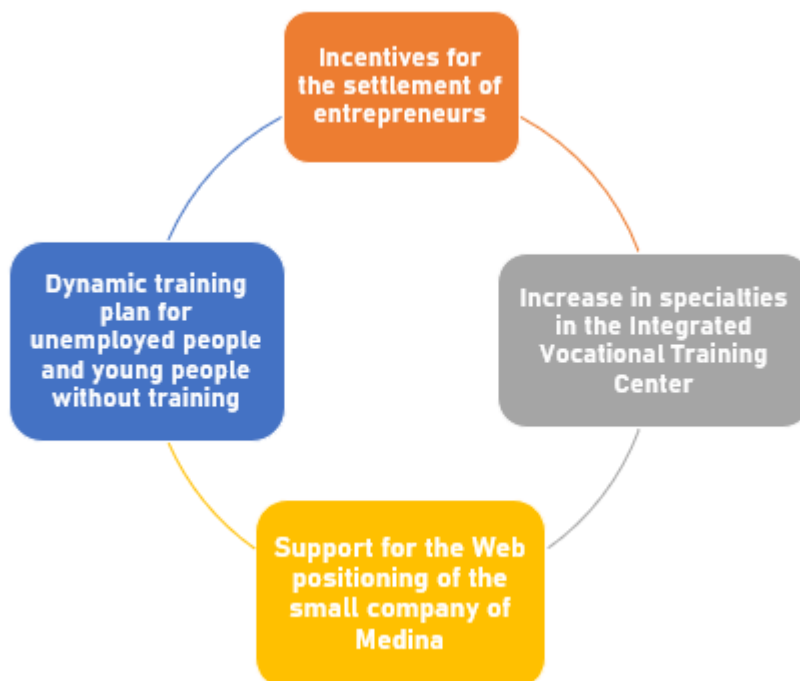 Incentives for
the settlement of
entrepreneurs
Increase in specialties
in the Integrated
Vocational Training
Center
Support for the Web
positioning of the
small company of
Medina
Dynamic training
plan for
unemployed people
and young people
without training